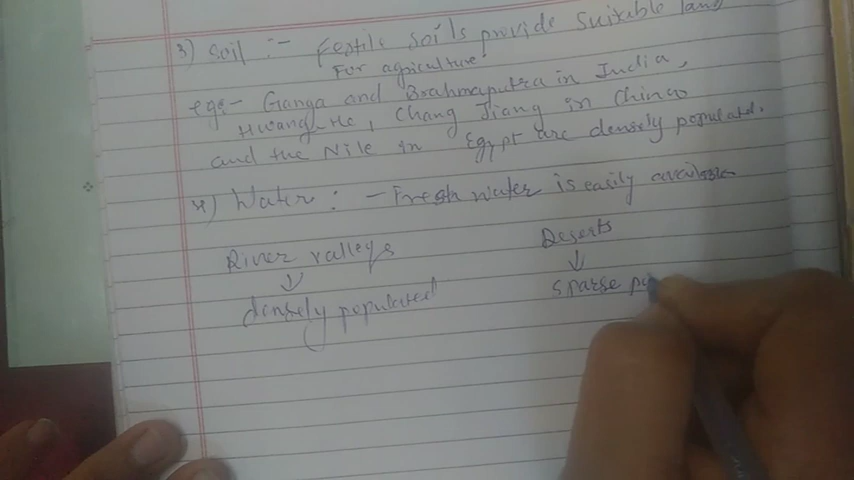 3) Soil :- Fertile soils provide suitable land
For agriculture
egs:- Ganga and Brahmaputra in India,
Hwang-He, Chang Jiang in China
and the Nile in Egypt are densely populated.
4) Water : - Fresh water is easily available
River valleys
↓
densely populated
Deserts
↓
sparse po